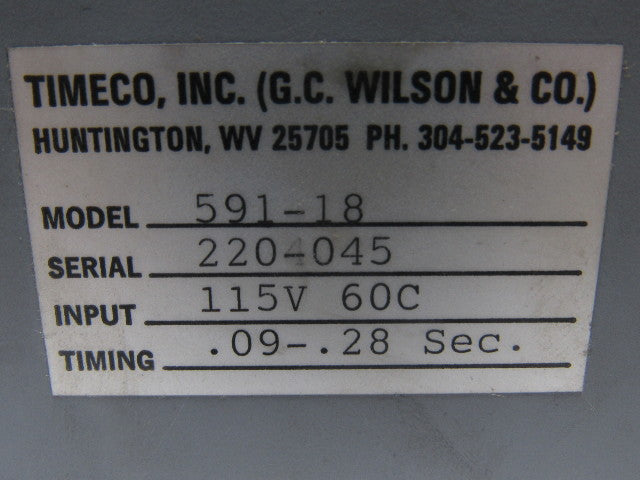 TIMECO, INC. (G.C. WILSON & CO.)
HUNTINGTON, WV 25705 PH. 304-523-5149
MODEL 591-18
SERIAL 220-045
INPUT 115V 60C
TIMING .09-.28 Sec.